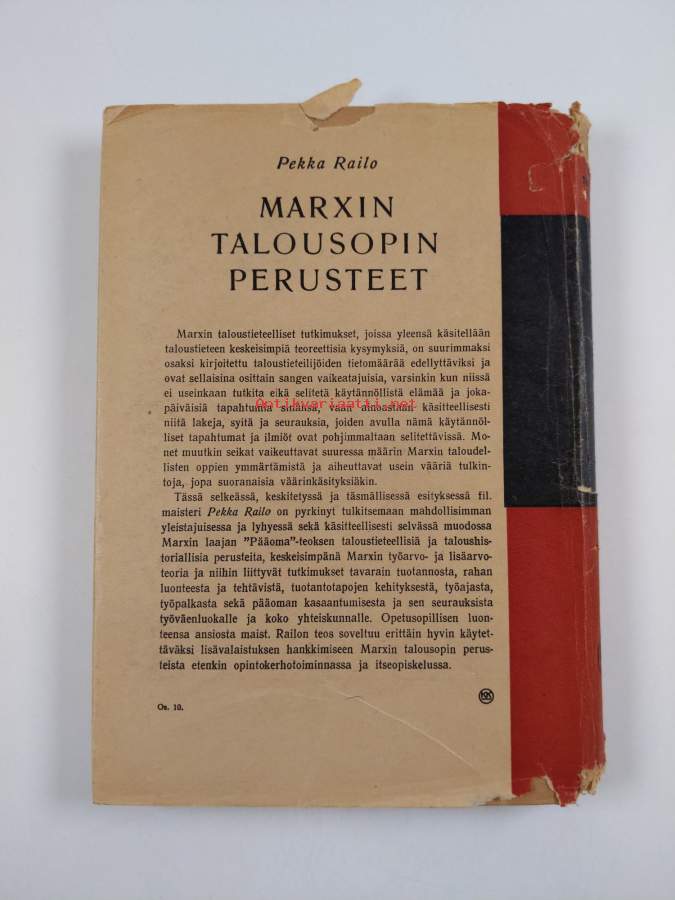 Pekka Railo
MARXIN
TALOUSOPIN
PERUSTEET
Marxin taloustieteelliset tutkimukset, joissa yleensä käsitellään
taloustieteen keskeisimpiä teoreettisia kysymyksiä, on suurimmaksi
osaksi kirjoitettu taloustieteilijöiden tietomäärää edellyttäviksi ja
ovat sellaisina osittain sangen vaikeatajuisia, varsinkin kun niissä
ei useinkaan tutkita eikä selitetä käytännöllistä elämää ja joka-
päiväisiä tapahtumia sinänsä, vaan ainoastaan käsitteellisesti
Antikvariaatti.net
niitä lakeja, syitä ja seurauksia, joiden avulla nämä käytännöl-
liset tapahtumat ja ilmiöt ovat pohjimmaltaan selitettävissä. Mo-
net muutkin seikat vaikeuttavat suuressa määrin Marxin taloudel-
listen oppien ymmärtämistä ja aiheuttavat usein vääriä tulkin-
toja, jopa suoranaisia väärinkäsityksiäkin.
Tässä selkeässä, keskitetyssä ja täsmällisessä esityksessä fil.
maisteri Pekka Railo on pyrkinyt tulkitsemaan mahdollisimman
yleistajuisessa ja lyhyessä sekä käsitteellisesti selvässä muodossa
Marxin laajan ”Pääoma”-teoksen taloustieteellisiä ja taloushis-
toriallisia perusteita, keskeisimpänä Marxin työarvo- ja lisäarvo-
teoria ja niihin liittyvät tutkimukset tavarain tuotannosta, rahan
luonteesta ja tehtävistä, tuotantotapojen kehityksestä, työajasta,
työpalkasta sekä pääoman kasaantumisesta ja sen seurauksista
työväenluokalle ja koko yhteiskunnalle. Opetusopillisen luon-
teensa ansiosta maist. Railon teos soveltuu erittäin hyvin käytet-
täväksi lisävalaistuksen hankkimiseen Marxin talousopin perus-
teista etenkin opintokerhotoiminnassa ja itseopiskelussa.
Os. 10.
KK